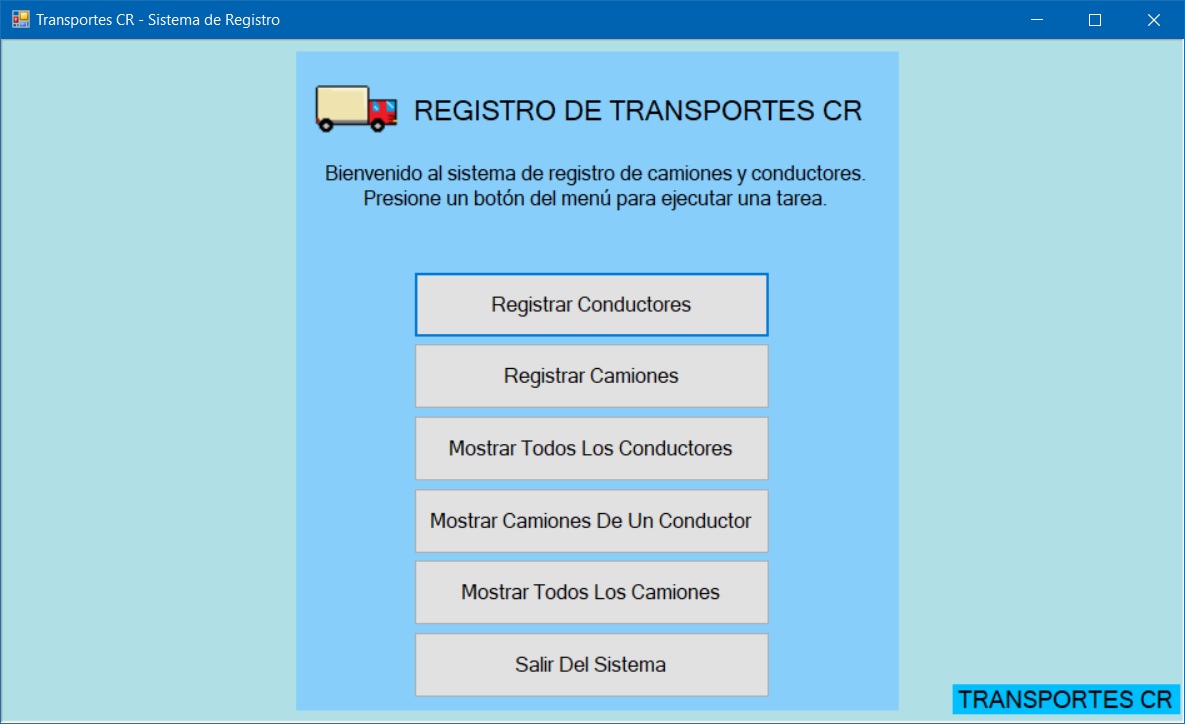 Transportes CR - Sistema de Registro
REGISTRO DE TRANSPORTES CR
Bienvenido al sistema de registro de camiones y conductores.
Presione un botón del menú para ejecutar una tarea.
Registrar Conductores
Registrar Camiones
Mostrar Todos Los Conductores
Mostrar Camiones De Un Conductor
Mostrar Todos Los Camiones
Salir Del Sistema
TRANSPORTES CR